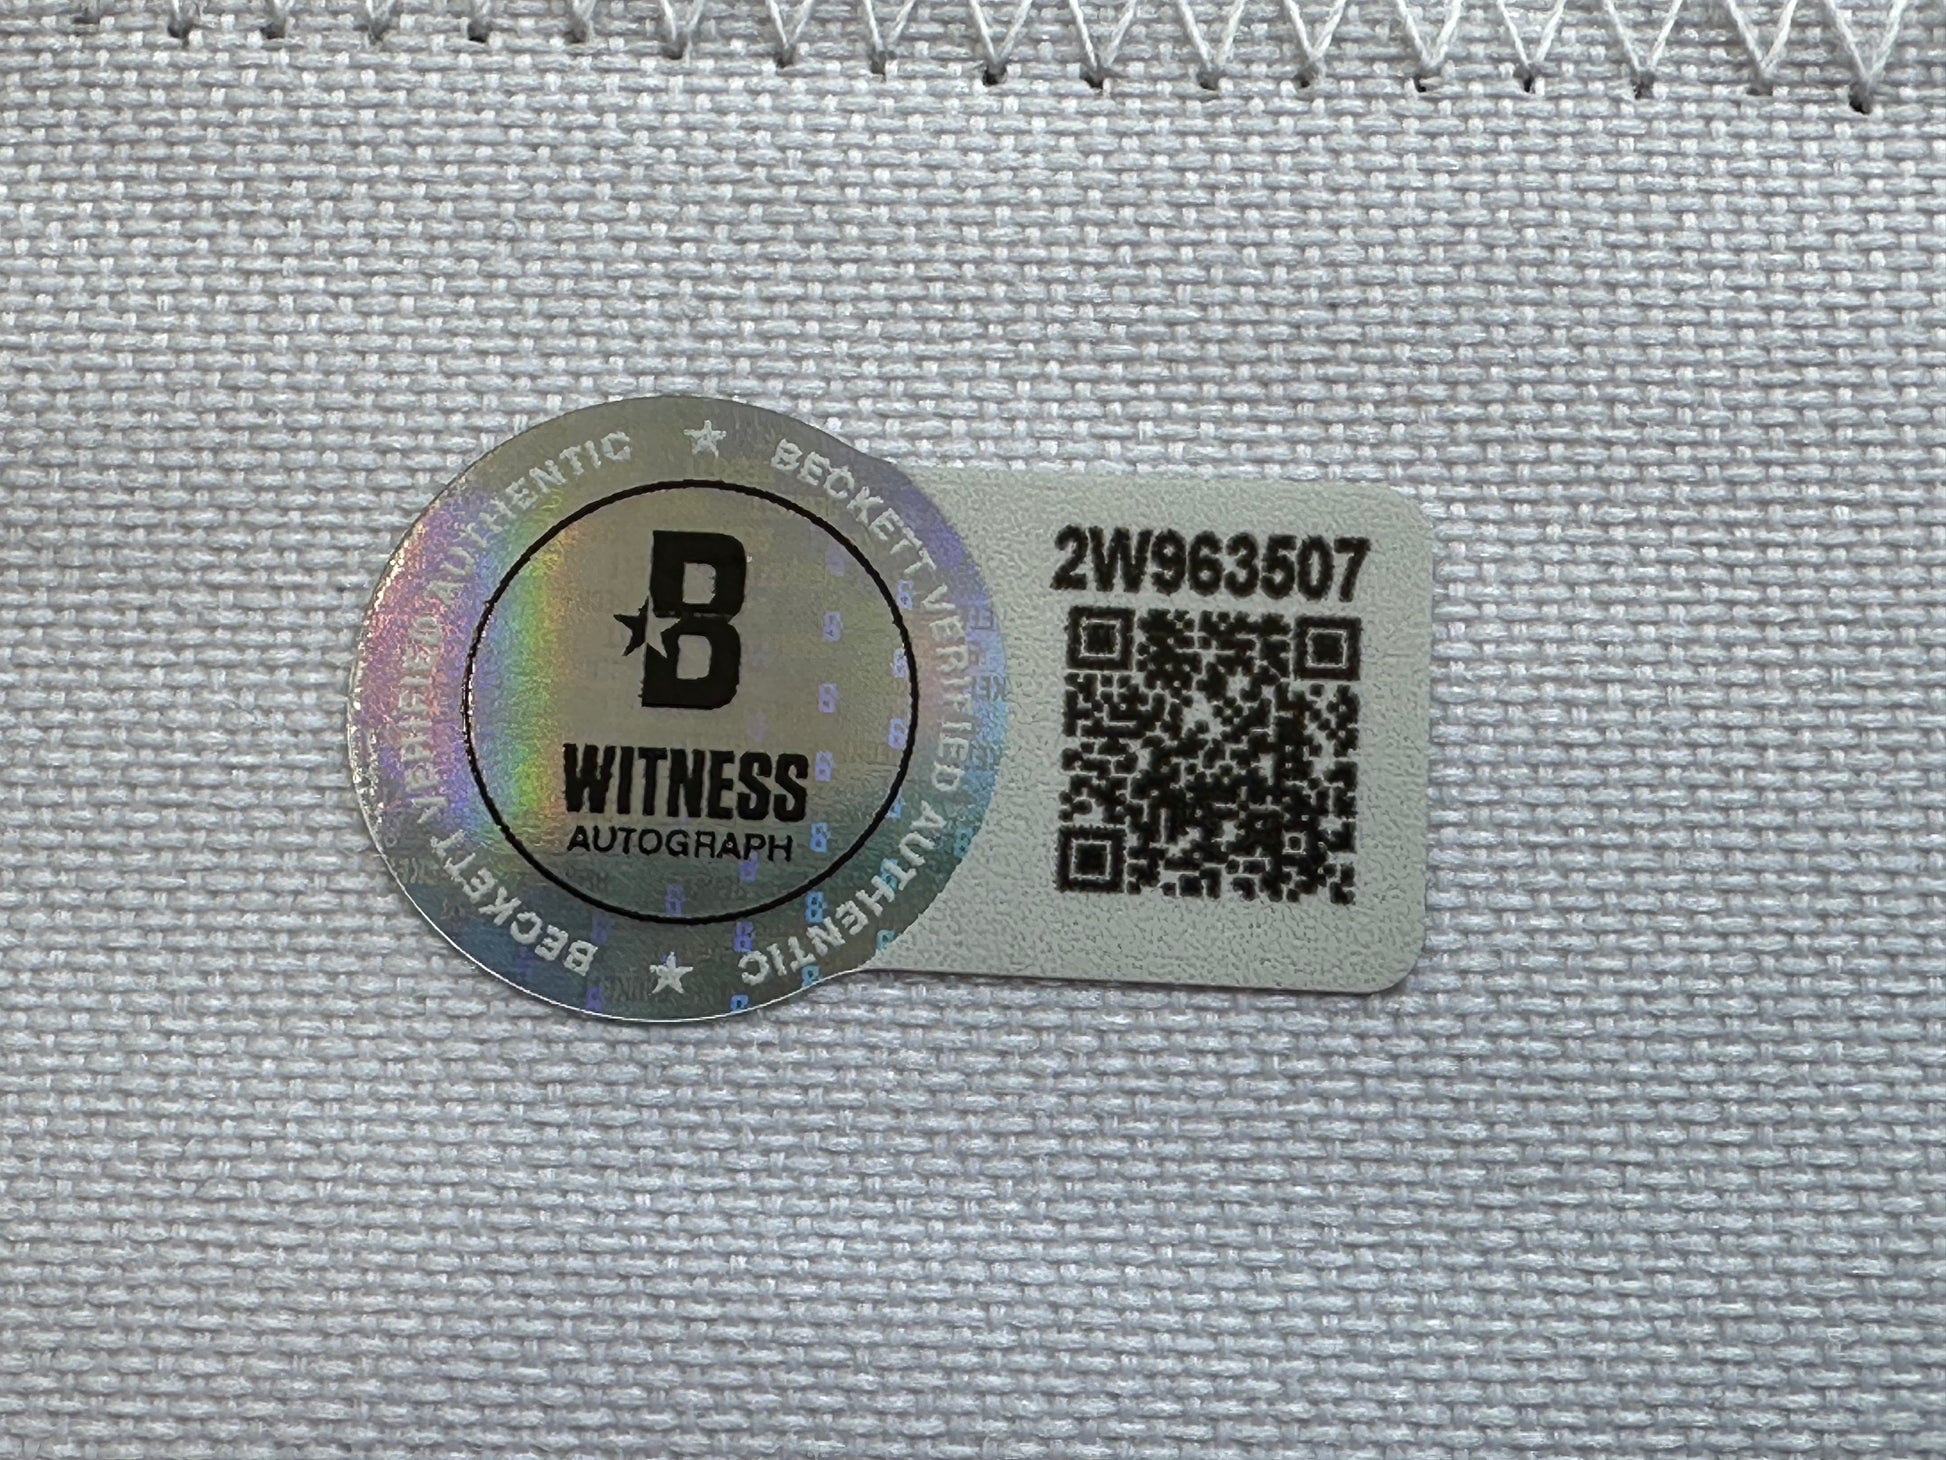 BECKETT VERIFIED AUTHENTIC ★ BECKETT VERIFIED AUTHENTIC ★
B
WITNESS
AUTOGRAPH
2W963507